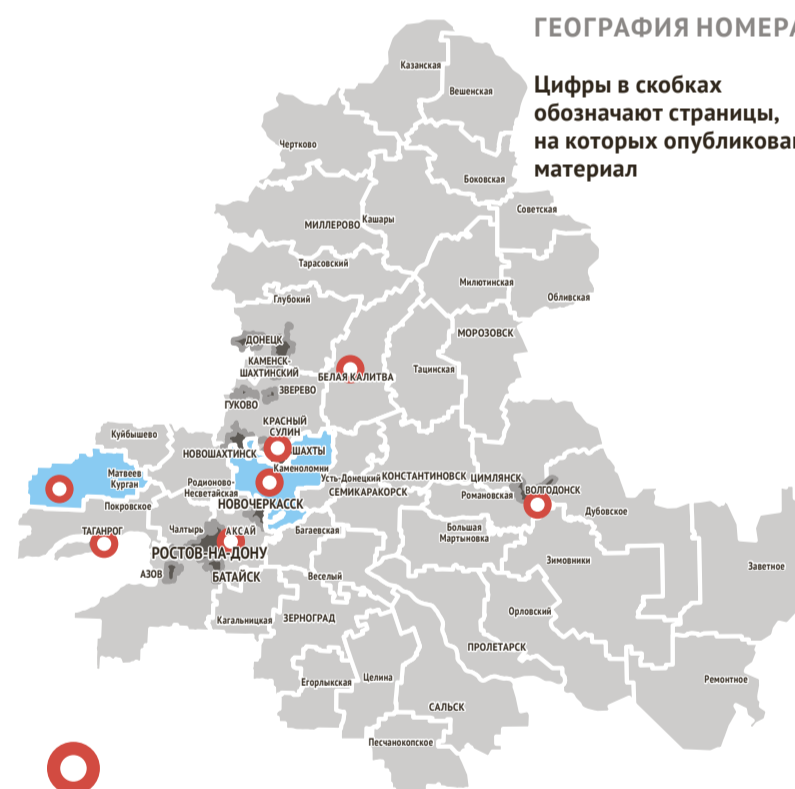 ГЕОГРАФИЯ НОМЕРА
Цифры в скобках
обозначают страницы,
на которых опубликован
материал
Казанская
Вешенская
Чертково
Боковская
Советская
МИЛЛЕРОВО
Кашары
Тарасовский
Милютинская
Обливская
Глубокий
МОРОЗОВСК
ДОНЕЦК
КАМЕНСК-
ШАХТИНСКИЙ
БЕЛАЯ КАЛИТВА
Тацинская
ЗВЕРЕВО
ГУКОВО
КРАСНЫЙ
СУЛИН
Куйбышево
НОВОШАХТИНСК
ШАХТЫ
Каменоломни
Матвеев
Курган
Родионово-
Несветайская
Усть-Донецкий
КОНСТАНТИНОВСК
ЦИМЛЯНСК
СЕМИКАРАКОРСК
Романовская
ВОЛГОДОНСК
Покровское
НОВОЧЕРКАССК
Дубовское
ТАГАНРОГ
Чалтырь
АКСАЙ
Багаевская
Большая
Мартыновка
РОСТОВ-НА-ДОНУ
Зимовники
Заветное
АЗОВ
БАТАЙСК
Веселый
Кагальницкая
ЗЕРНОГРАД
Орловский
ПРОЛЕТАРСК
Егорлыкская
Целина
Ремонтное
САЛЬСК
Песчанокопское